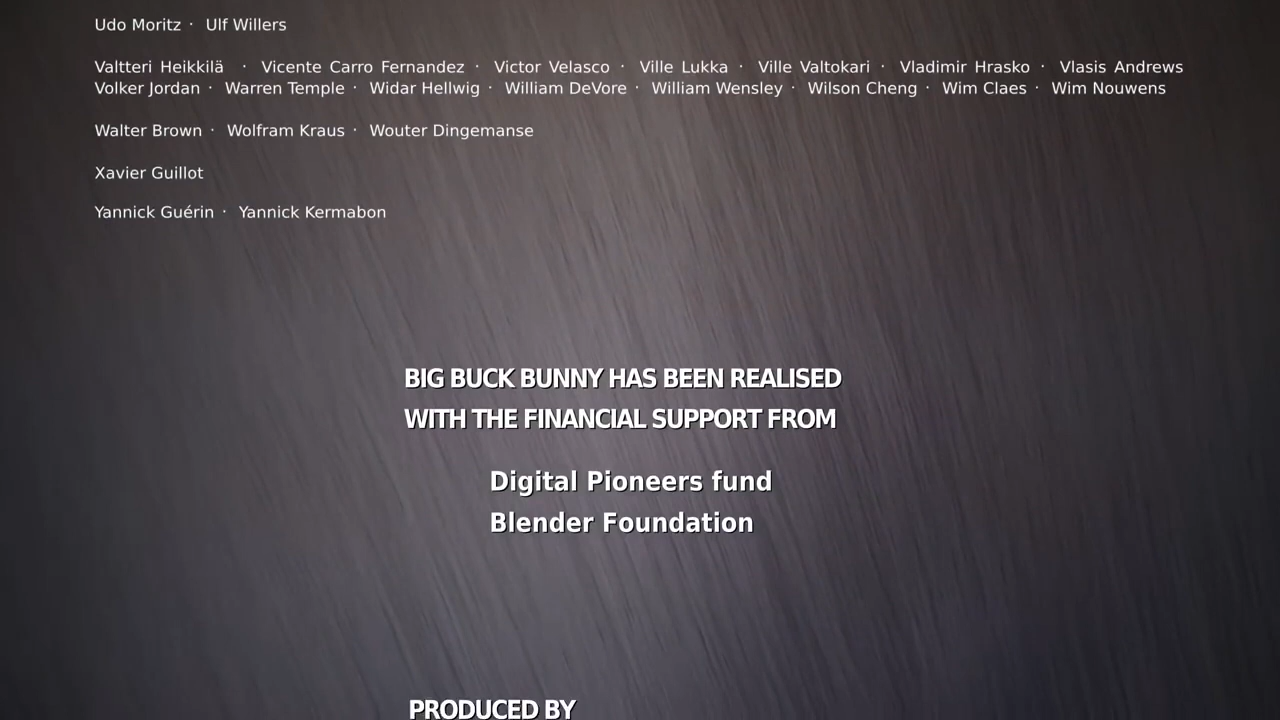 Udo Moritz · Ulf Willers
Valtteri Heikkilä · Vicente Carro Fernandez · Victor Velasco · Ville Lukka · Ville Valtokari · Vladimir Hrasko · Vlasis Andrews
Volker Jordan · Warren Temple · Widar Hellwig · William DeVore · William Wensley · Wilson Cheng · Wim Claes · Wim Nouwens
Walter Brown · Wolfram Kraus · Wouter Dingemanse
Xavier Guillot
Yannick Guérin · Yannick Kermabon
BIG BUCK BUNNY HAS BEEN REALISED
WITH THE FINANCIAL SUPPORT FROM
Digital Pioneers fund
Blender Foundation
PRODUCED BY